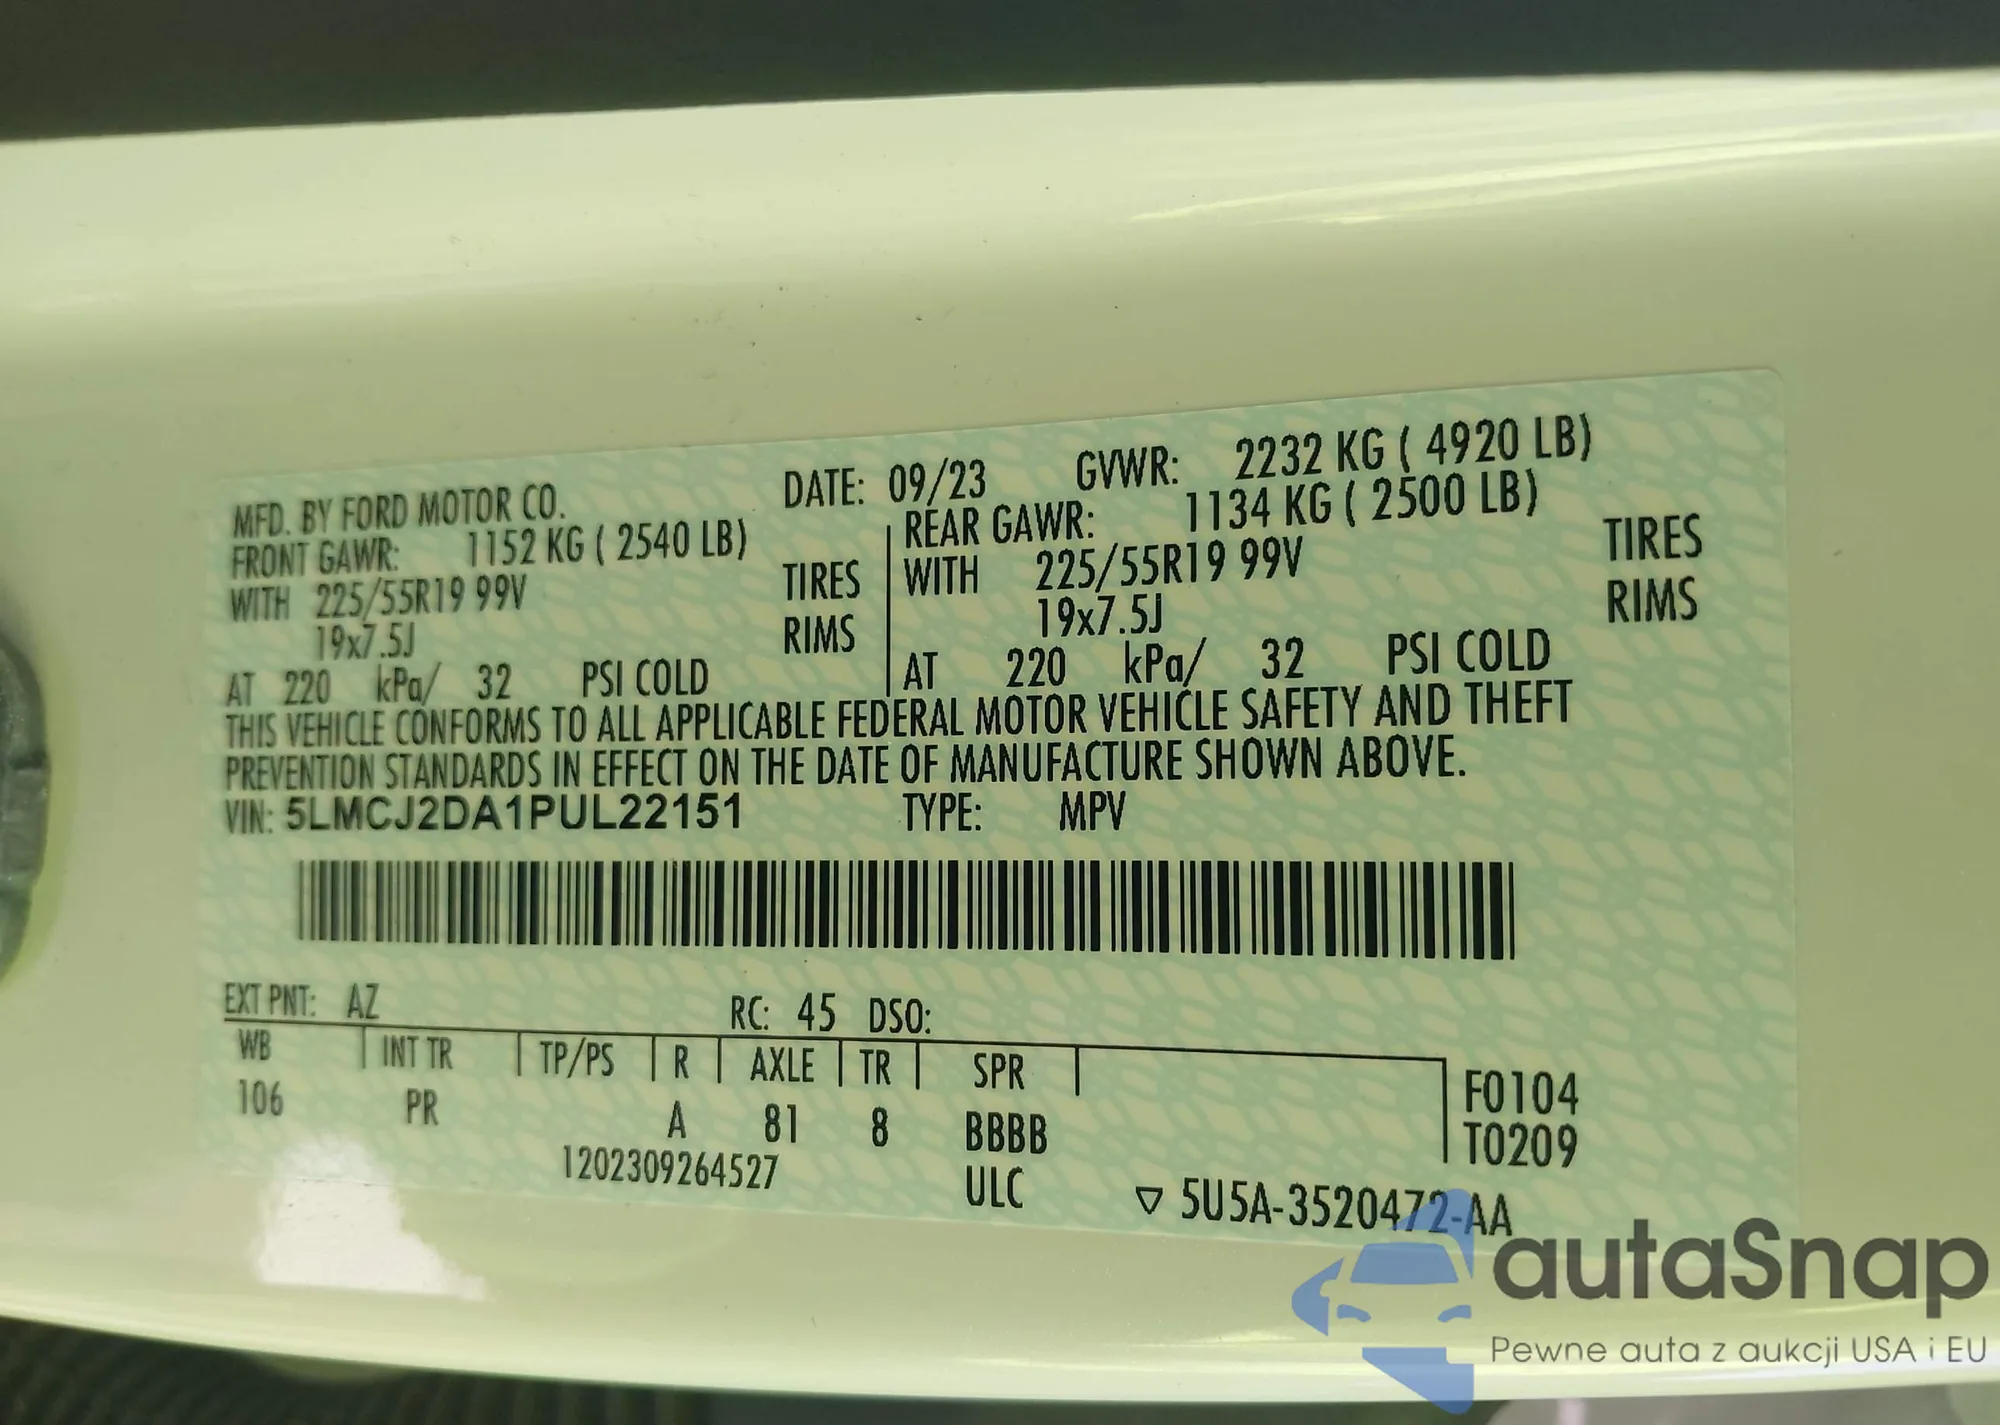 MFD. BY FORD MOTOR CO. DATE: 09/23 GVWR: 2232 KG ( 4920 LB)
FRONT GAWR: 1152 KG ( 2540 LB) REAR GAWR: 1134 KG ( 2500 LB)
WITH 225/55R19 99V TIRES WITH 225/55R19 99V TIRES
19x7.5J RIMS 19x7.5J RIMS
AT 220 kPa/ 32 PSI COLD AT 220 kPa/ 32 PSI COLD
THIS VEHICLE CONFORMS TO ALL APPLICABLE FEDERAL MOTOR VEHICLE SAFETY AND THEFT
PREVENTION STANDARDS IN EFFECT ON THE DATE OF MANUFACTURE SHOWN ABOVE.
VIN: 5LMCJ2DA1PUL22151 TYPE: MPV
EXT PNT: AZ RC: 45 DSO:
WB INT TR TP/PS R AXLE TR SPR F0104
106 PR A 81 8 BBBB T0209
1202309264527 ULC ▽ 5U5A-3520472-AA
autaSnap
Pewne auta z aukcji USA i EU